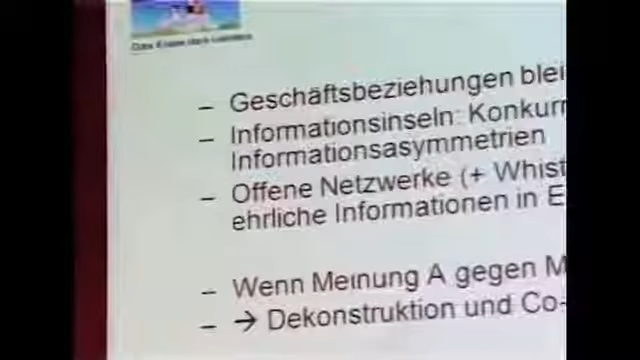 – Geschäftsbeziehungen blei
– Informationsinseln: Konkurr
Informationsasymmetrien
– Offene Netzwerke (+ Whist
ehrliche Informationen in E
– Wenn Meinung A gegen M
– → Dekonstruktion und Co-